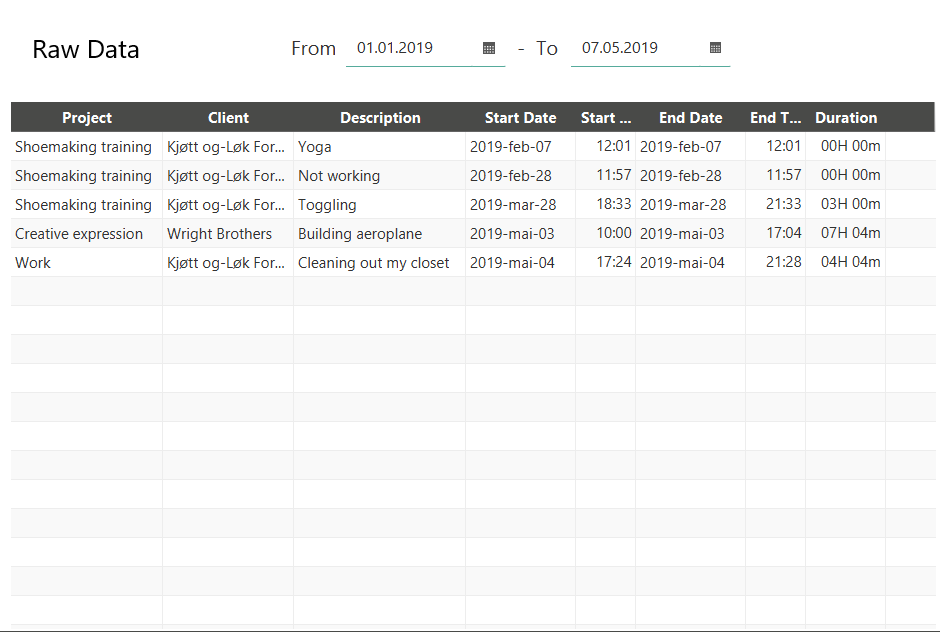 Raw Data From 01.01.2019 - To 07.05.2019
Project Client Description Start Date Start ... End Date End T... Duration
Shoemaking training Kjøtt og-Løk For... Yoga 2019-feb-07 12:01 2019-feb-07 12:01 00H 00m
Shoemaking training Kjøtt og-Løk For... Not working 2019-feb-28 11:57 2019-feb-28 11:57 00H 00m
Shoemaking training Kjøtt og-Løk For... Toggling 2019-mar-28 18:33 2019-mar-28 21:33 03H 00m
Creative expression Wright Brothers Building aeroplane 2019-mai-03 10:00 2019-mai-03 17:04 07H 04m
Work Kjøtt og-Løk For... Cleaning out my closet 2019-mai-04 17:24 2019-mai-04 21:28 04H 04m